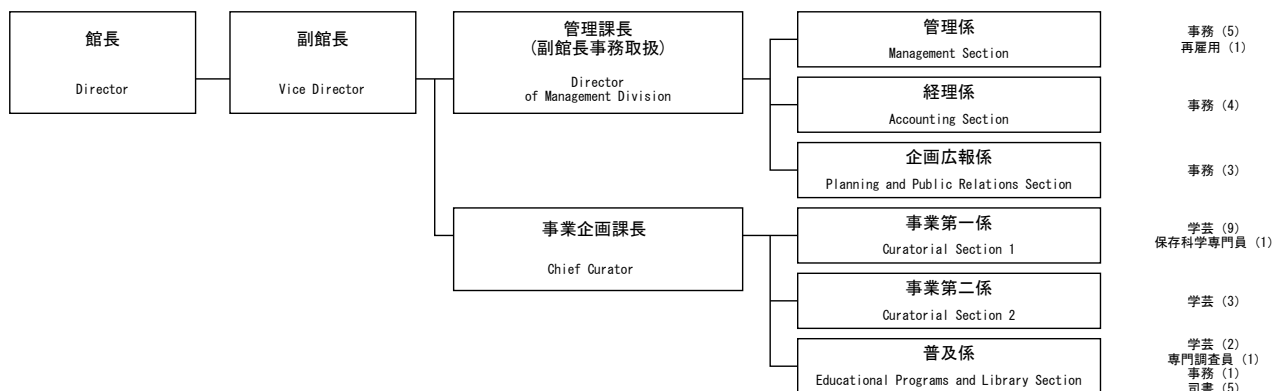 館長
Director
副館長
Vice Director
管理課長
(副館長事務取扱)
Director
of Management Division
管理係
Management Section
事務 (5)
再雇用 (1)
経理係
Accounting Section
事務 (4)
企画広報係
Planning and Public Relations Section
事務 (3)
事業企画課長
Chief Curator
事業第一係
Curatorial Section 1
学芸 (9)
保存科学専門員 (1)
事業第二係
Curatorial Section 2
学芸 (3)
普及係
Educational Programs and Library Section
学芸 (2)
専門調査員 (1)
事務 (1)
司書 (5)